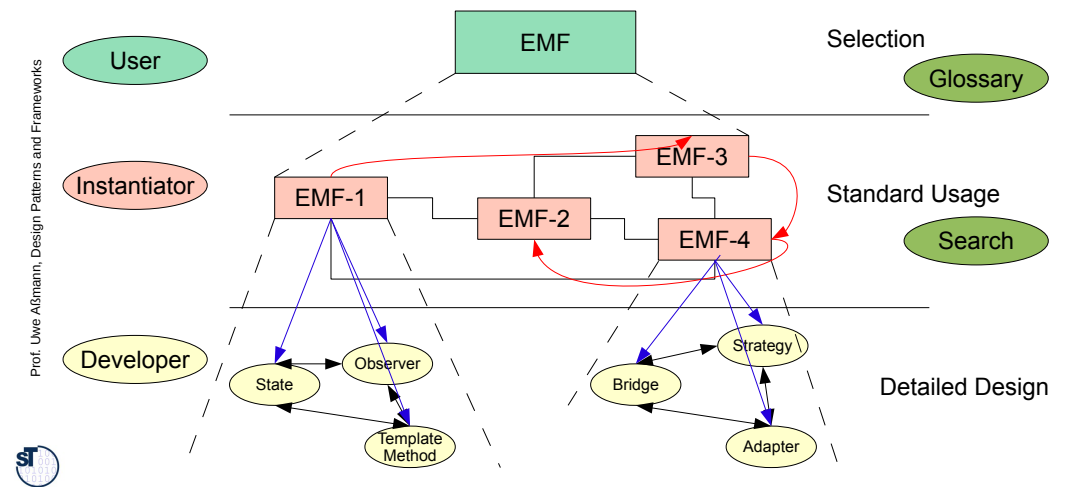 Prof. Uwe Aßmann, Design Patterns and Frameworks
User
EMF
Selection
Glossary
Instantiator
EMF-1
EMF-2
EMF-3
EMF-4
Standard Usage
Search
Developer
State
Observer
Template
Method
Bridge
Strategy
Adapter
Detailed Design
ST